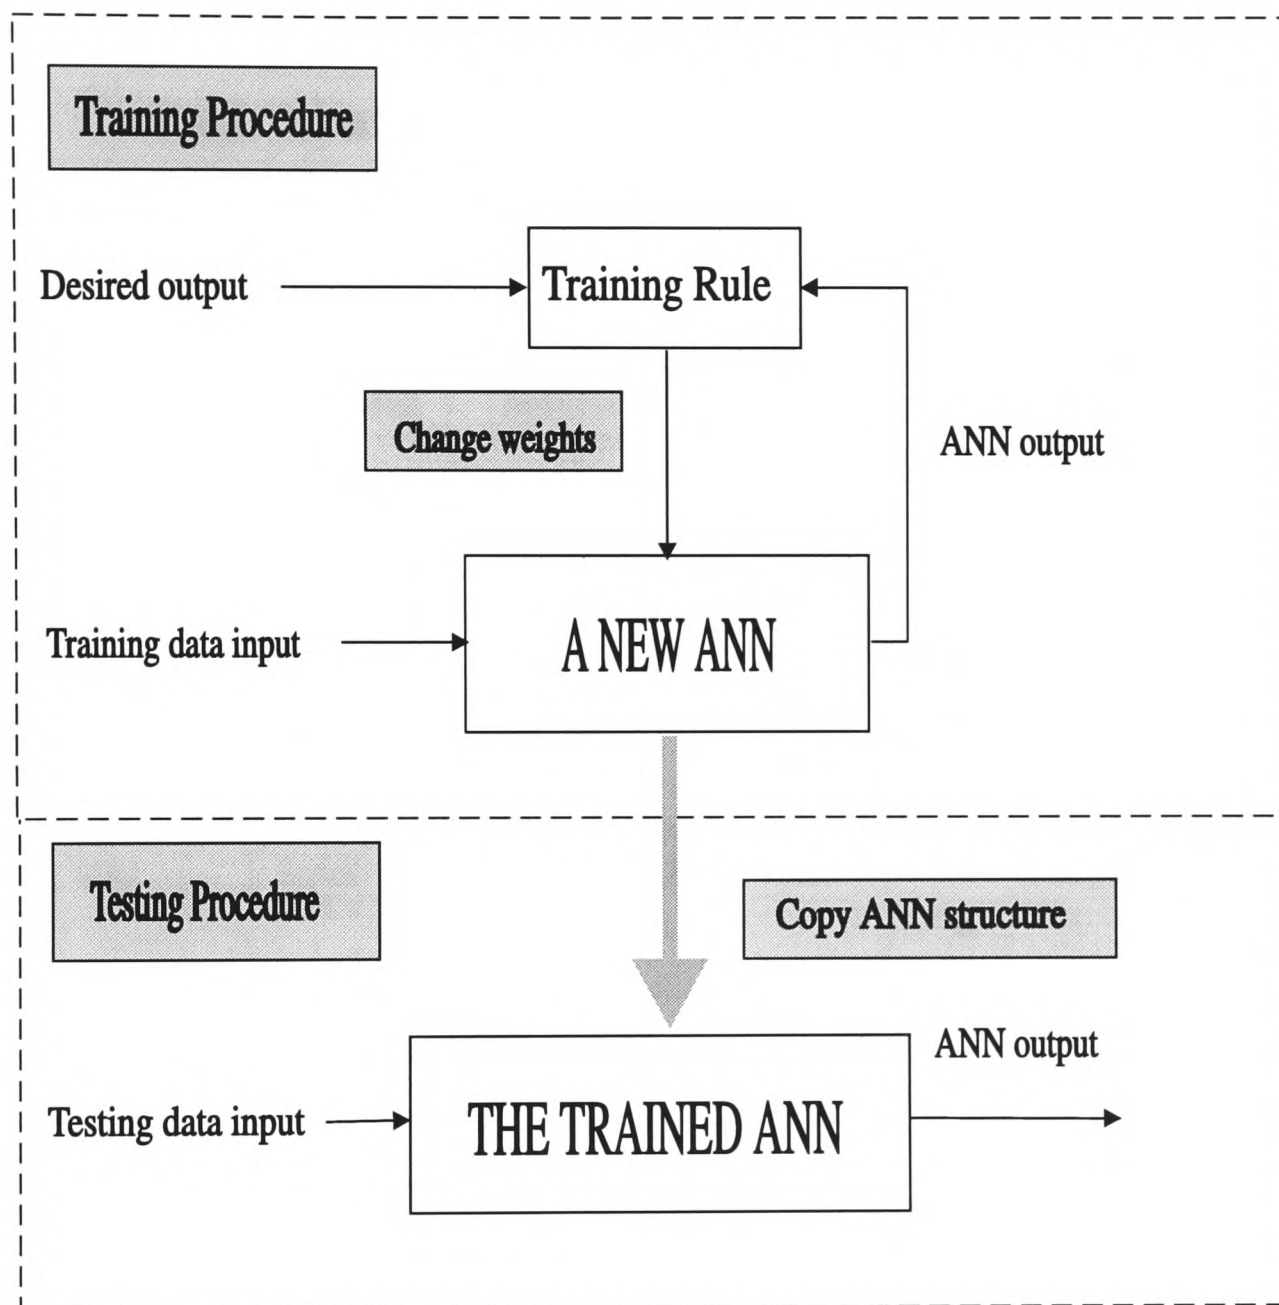 Training Procedure
Desired output
Training Rule
Change weights
ANN output
Training data input
A NEW ANN
Testing Procedure
Copy ANN structure
ANN output
Testing data input
THE TRAINED ANN